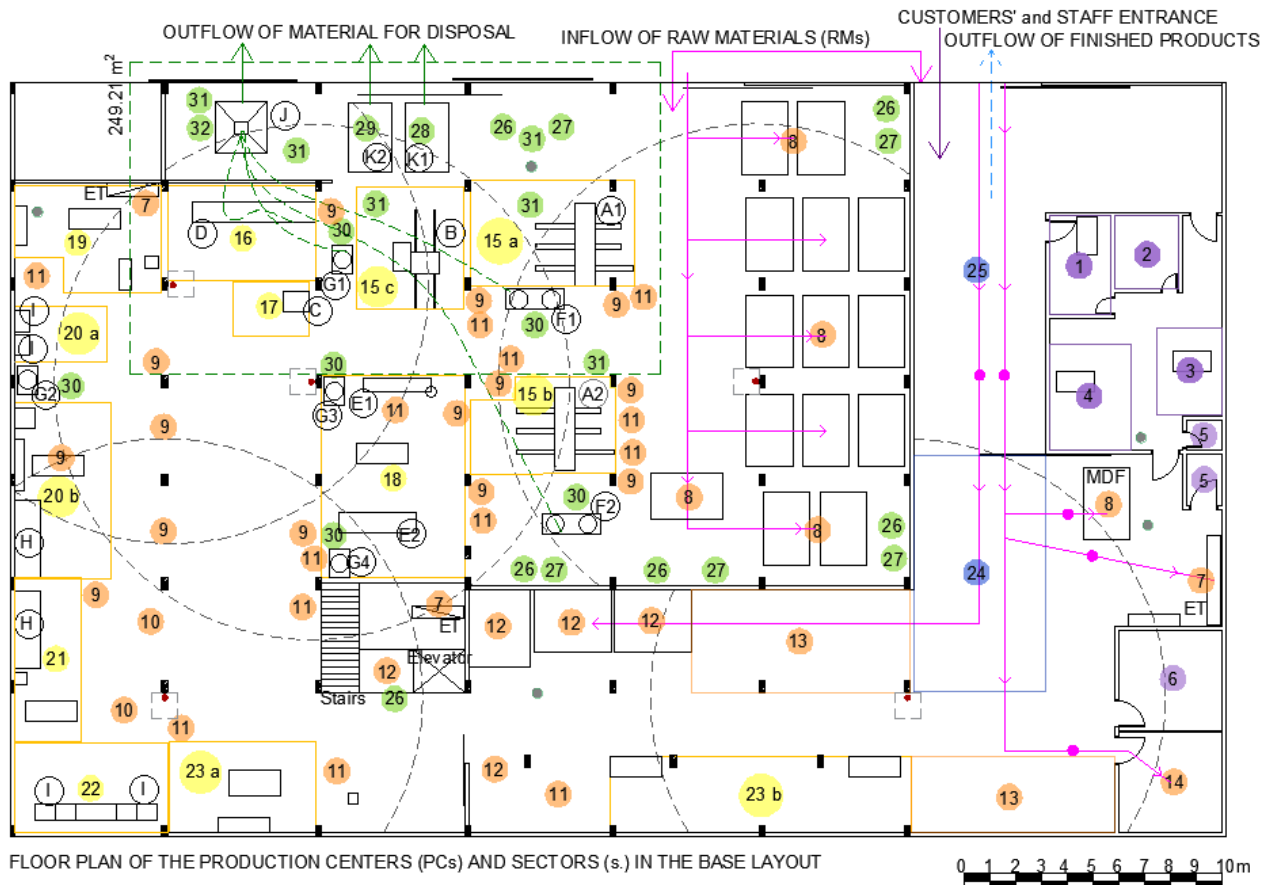 CUSTOMERS' and STAFF ENTRANCE
OUTFLOW OF MATERIAL FOR DISPOSAL
INFLOW OF RAW MATERIALS (RMs)
OUTFLOW OF FINISHED PRODUCTS
249.21 m²
31 29 28 26 31 27 8 26
32 J 31 K2 K1 27
ET 7 9 31 31 A1
19 D 16 30 B 15 a 8 1 2
11 G1 15 c 9 9 11 25
I 17 C 11 30 F1 8 3
I 20 a 9 30 11 31
G2 30 G3 E1 11 9 9 15 b A2 9 8 4
9 11 5
9 18 11 MDF
20 b 9 9 8 8 5
H 9 9 30 E2 11 30 F2 8 26
11 G4 26 27 26 27 27 24 7
9 11 7 ET
H 10 ET 12 12 12 13
21 12 Elevator 6
10 Stairs 26
11
I 22 I 23 a 11 12 11 23 b 13 14
FLOOR PLAN OF THE PRODUCTION CENTERS (PCs) AND SECTORS (s.) IN THE BASE LAYOUT
0 1 2 3 4 5 6 7 8 9 10 m